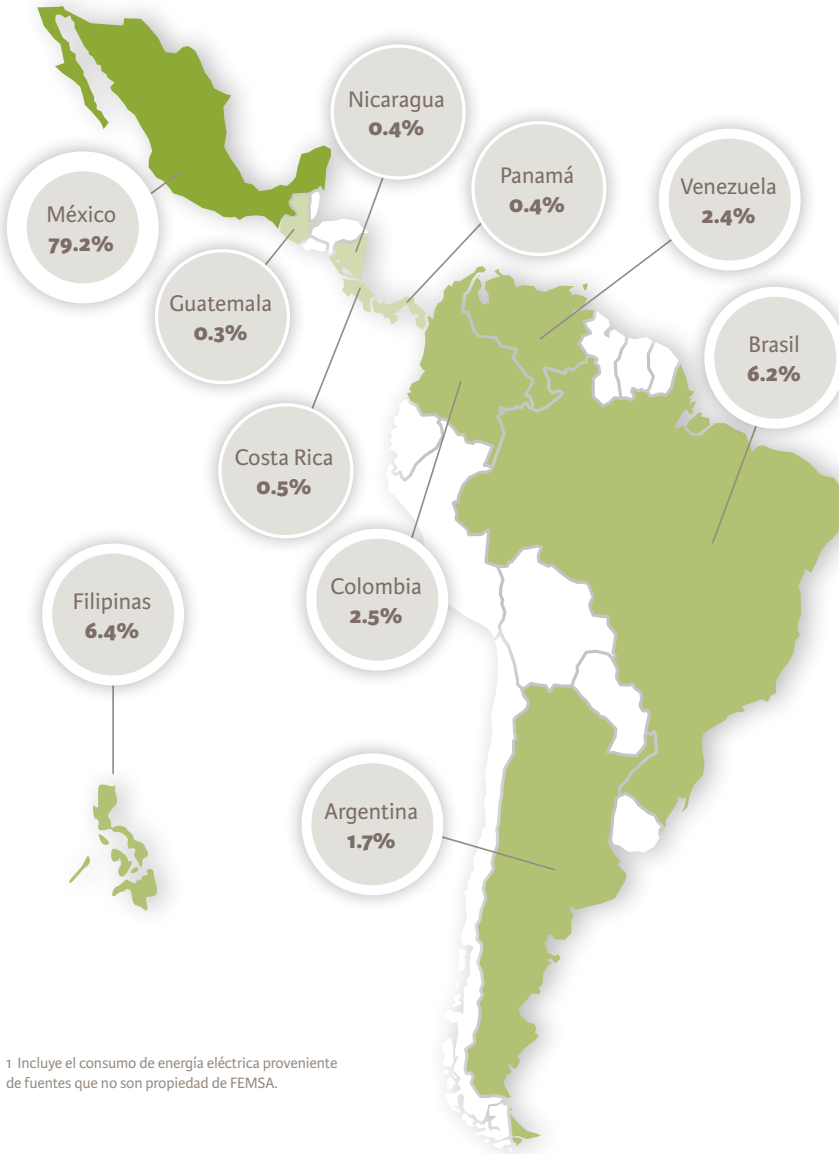 Nicaragua
0.4%
Panamá
0.4%
Venezuela
2.4%
México
79.2%
Guatemala
0.3%
Brasil
6.2%
Costa Rica
0.5%
Colombia
2.5%
Filipinas
6.4%
Argentina
1.7%
1 Incluye el consumo de energía eléctrica proveniente
de fuentes que no son propiedad de FEMSA.